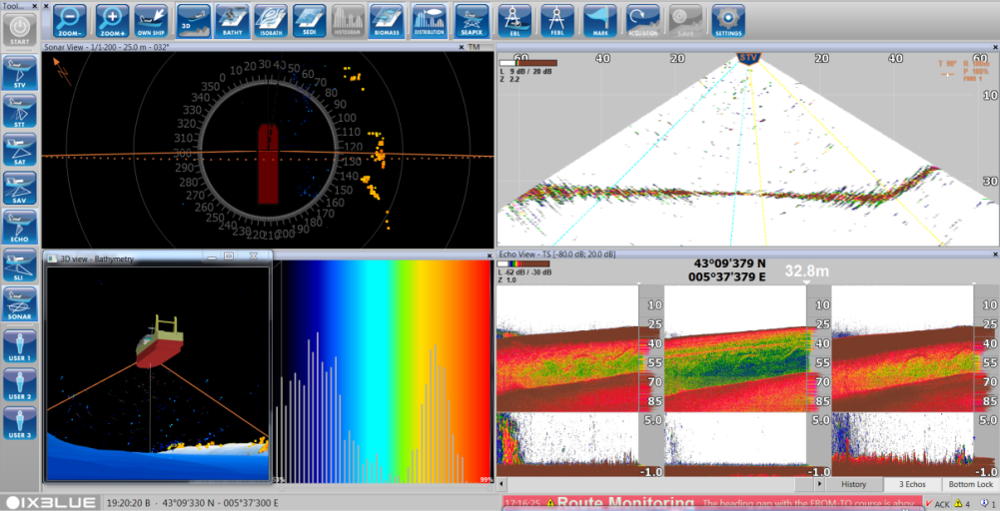 Tool... ×
ZOOM- ZOOM+ OWN SHIP 3D BATHY ISOBATH SEDI HISTOGRAM BIOMASS DISTRIBUTION SEAPIX EBL FEBL MARK ACQUISITION SAVE SETTINGS
START
STV
STT
SAT
SAV
ECHO
SLI
SONAR
USER 1
USER 2
USER 3
Sonar View - 1/1-200 - 25.0 m - 032° × TM
0 10 20 30 40 50 60 70 80 90 100 110 120 130 140 150 160 170 180 190 200 210 220 230 240 250 260 270 280 290 300 310 320 330 340 350
N
60 40 20 STV 20 40 60
L 9 dB / 20 dB
Z 2.2
T 90°
P 100%
10
30
3D view - Bathymetry
99%
Echo View - TS [-80.0 dB; 20.0 dB]
L -62 dB / -30 dB
Z 1.0
43°09'379 N
005°37'379 E
32.8m
10 10 10
25 25 25
40 40 40
55 55 55
70 70 70
85 85 85
5.0 5.0 5.0
-1.0 -1.0 -1.0
History 3 Echos Bottom Lock
iXBLUE 19:20:20 B - 43°09'330 N - 005°37'300 E
12:16:25 Route Monitoring The heading gap with the FROM-TO course is abov
ACK 4 1